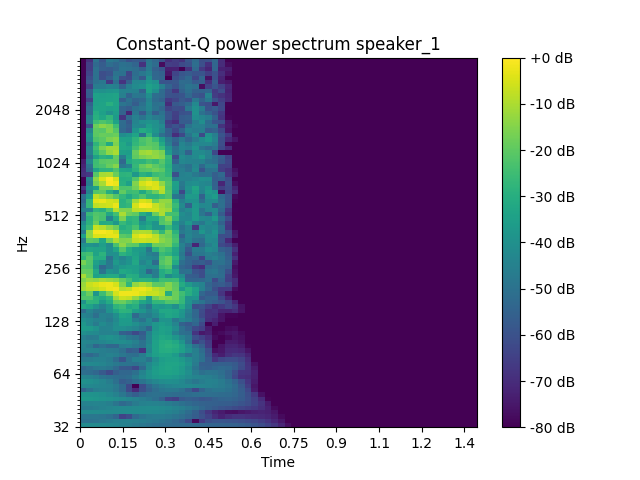 Constant-Q power spectrum speaker_1
Hz
2048
1024
512
256
128
64
32
0 0.15 0.3 0.45 0.6 0.75 0.9 1.1 1.2 1.4
Time
+0 dB
-10 dB
-20 dB
-30 dB
-40 dB
-50 dB
-60 dB
-70 dB
-80 dB